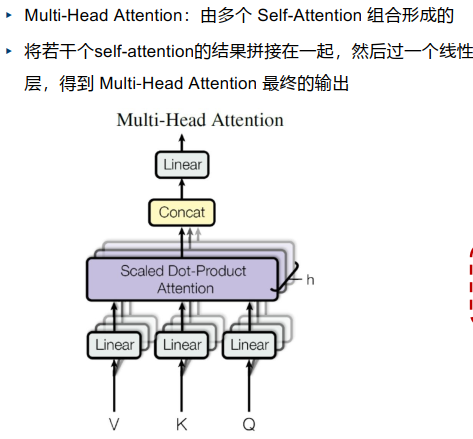 Multi-Head Attention：由多个 Self-Attention 组合形成的
将若干个self-attention的结果拼接在一起，然后过一个线性
层，得到 Multi-Head Attention 最终的输出
Multi-Head Attention
Linear
Concat
Scaled Dot-Product
Attention
h
Linear Linear Linear
V K Q